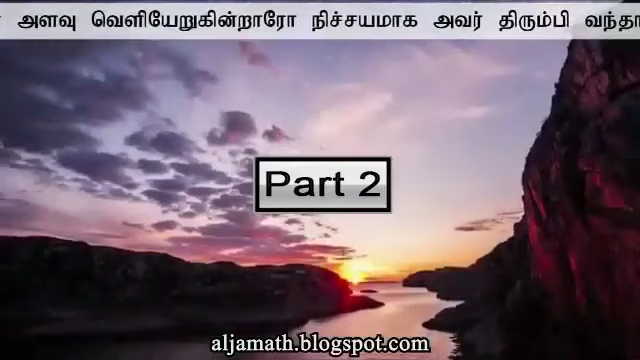 அளவு வெளியேறுகின்றாரோ நிச்சயமாக அவர் திரும்பி
Part 2
aljamath.blogspot.com